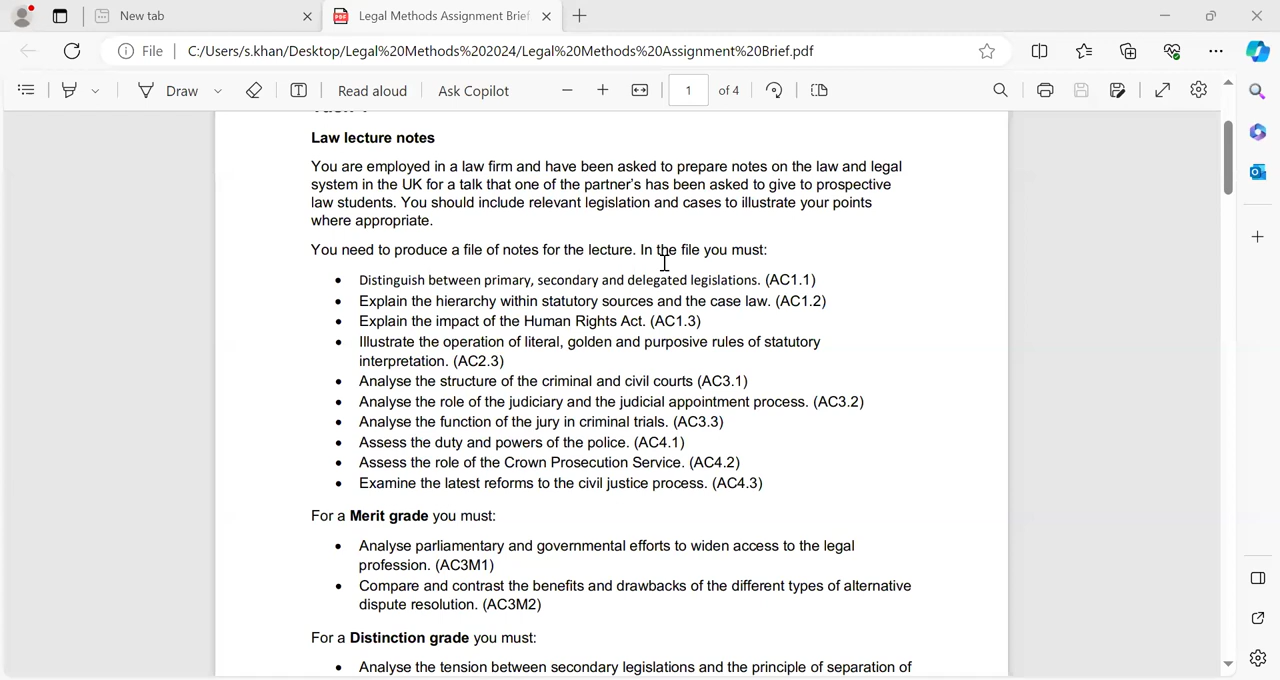 New tab
Legal Methods Assignment Brief
File
C:/Users/s.khan/Desktop/Legal%20Methods%202024/Legal%20Methods%20Assignment%20Brief.pdf
Draw
Read aloud
Ask Copilot
1
of 4
Law lecture notes
You are employed in a law firm and have been asked to prepare notes on the law and legal
system in the UK for a talk that one of the partner's has been asked to give to prospective
law students. You should include relevant legislation and cases to illustrate your points
where appropriate.
You need to produce a file of notes for the lecture. In the file you must:
• Distinguish between primary, secondary and delegated legislations. (AC1.1)
• Explain the hierarchy within statutory sources and the case law. (AC1.2)
• Explain the impact of the Human Rights Act. (AC1.3)
• Illustrate the operation of literal, golden and purposive rules of statutory
interpretation. (AC2.3)
• Analyse the structure of the criminal and civil courts (AC3.1)
• Analyse the role of the judiciary and the judicial appointment process. (AC3.2)
• Analyse the function of the jury in criminal trials. (AC3.3)
• Assess the duty and powers of the police. (AC4.1)
• Assess the role of the Crown Prosecution Service. (AC4.2)
• Examine the latest reforms to the civil justice process. (AC4.3)
For a Merit grade you must:
• Analyse parliamentary and governmental efforts to widen access to the legal
profession. (AC3M1)
• Compare and contrast the benefits and drawbacks of the different types of alternative
dispute resolution. (AC3M2)
For a Distinction grade you must:
• Analyse the tension between secondary legislations and the principle of separation of